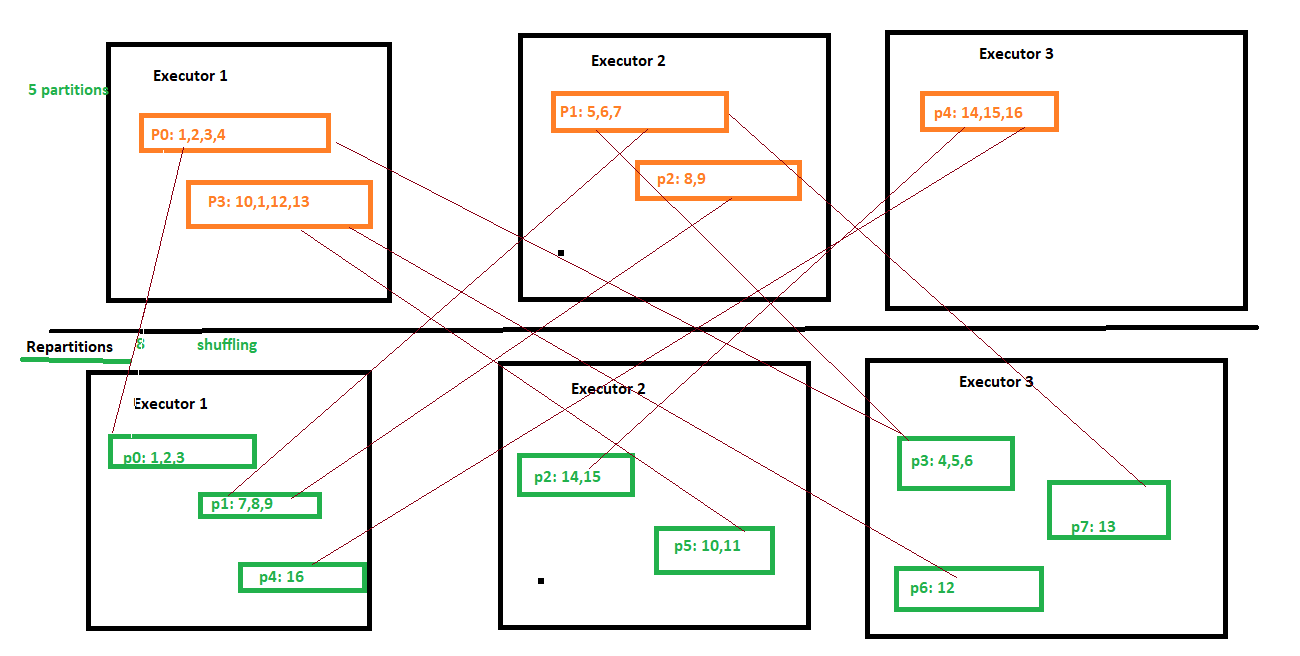 Executor 1
Executor 2
Executor 3
5 partitions
P0: 1,2,3,4
P1: 5,6,7
p4: 14,15,16
P3: 10,1,12,13
p2: 8,9
Repartitions
8
shuffling
Executor 1
Executor 2
Executor 3
p0: 1,2,3
p1: 7,8,9
p4: 16
p2: 14,15
p5: 10,11
p3: 4,5,6
p7: 13
p6: 12